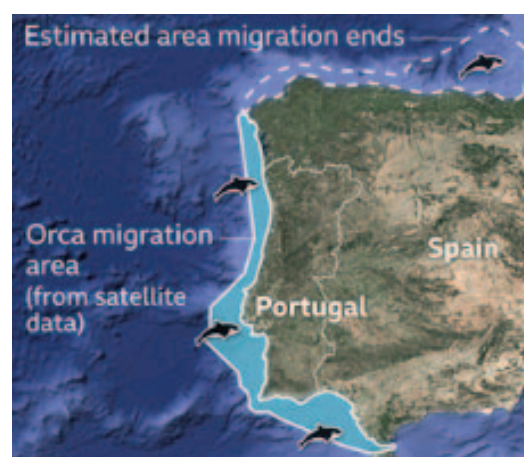 Estimated area migration ends
Orca migration
area
(from satellite
data)
Spain
Portugal